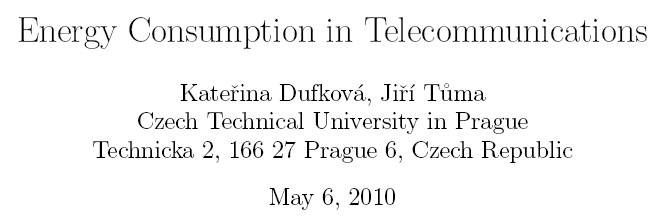 Energy Consumption in Telecommunications
Kateřina Dufková, Jiří Tůma
Czech Technical University in Prague
Technicka 2, 166 27 Prague 6, Czech Republic
May 6, 2010